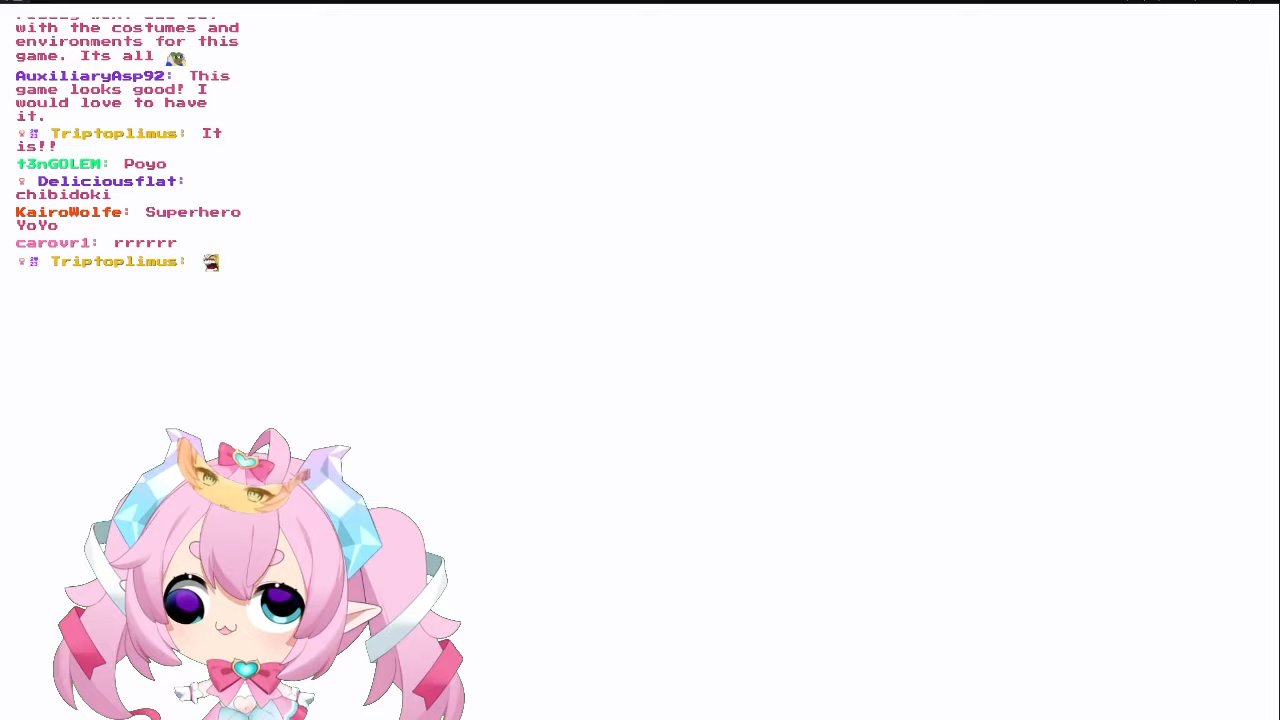 with the costumes and
environments for this
game. Its all
AuxiliaryAsp92: This
game looks good! I
would love to have
it.
Triptoplimus: It
is!!
t3nGOLEM: Poyo
Deliciousflat:
chibidoki
KairoWolfe: Superhero
YoYo
carovr1: rrrrrr
Triptoplimus: